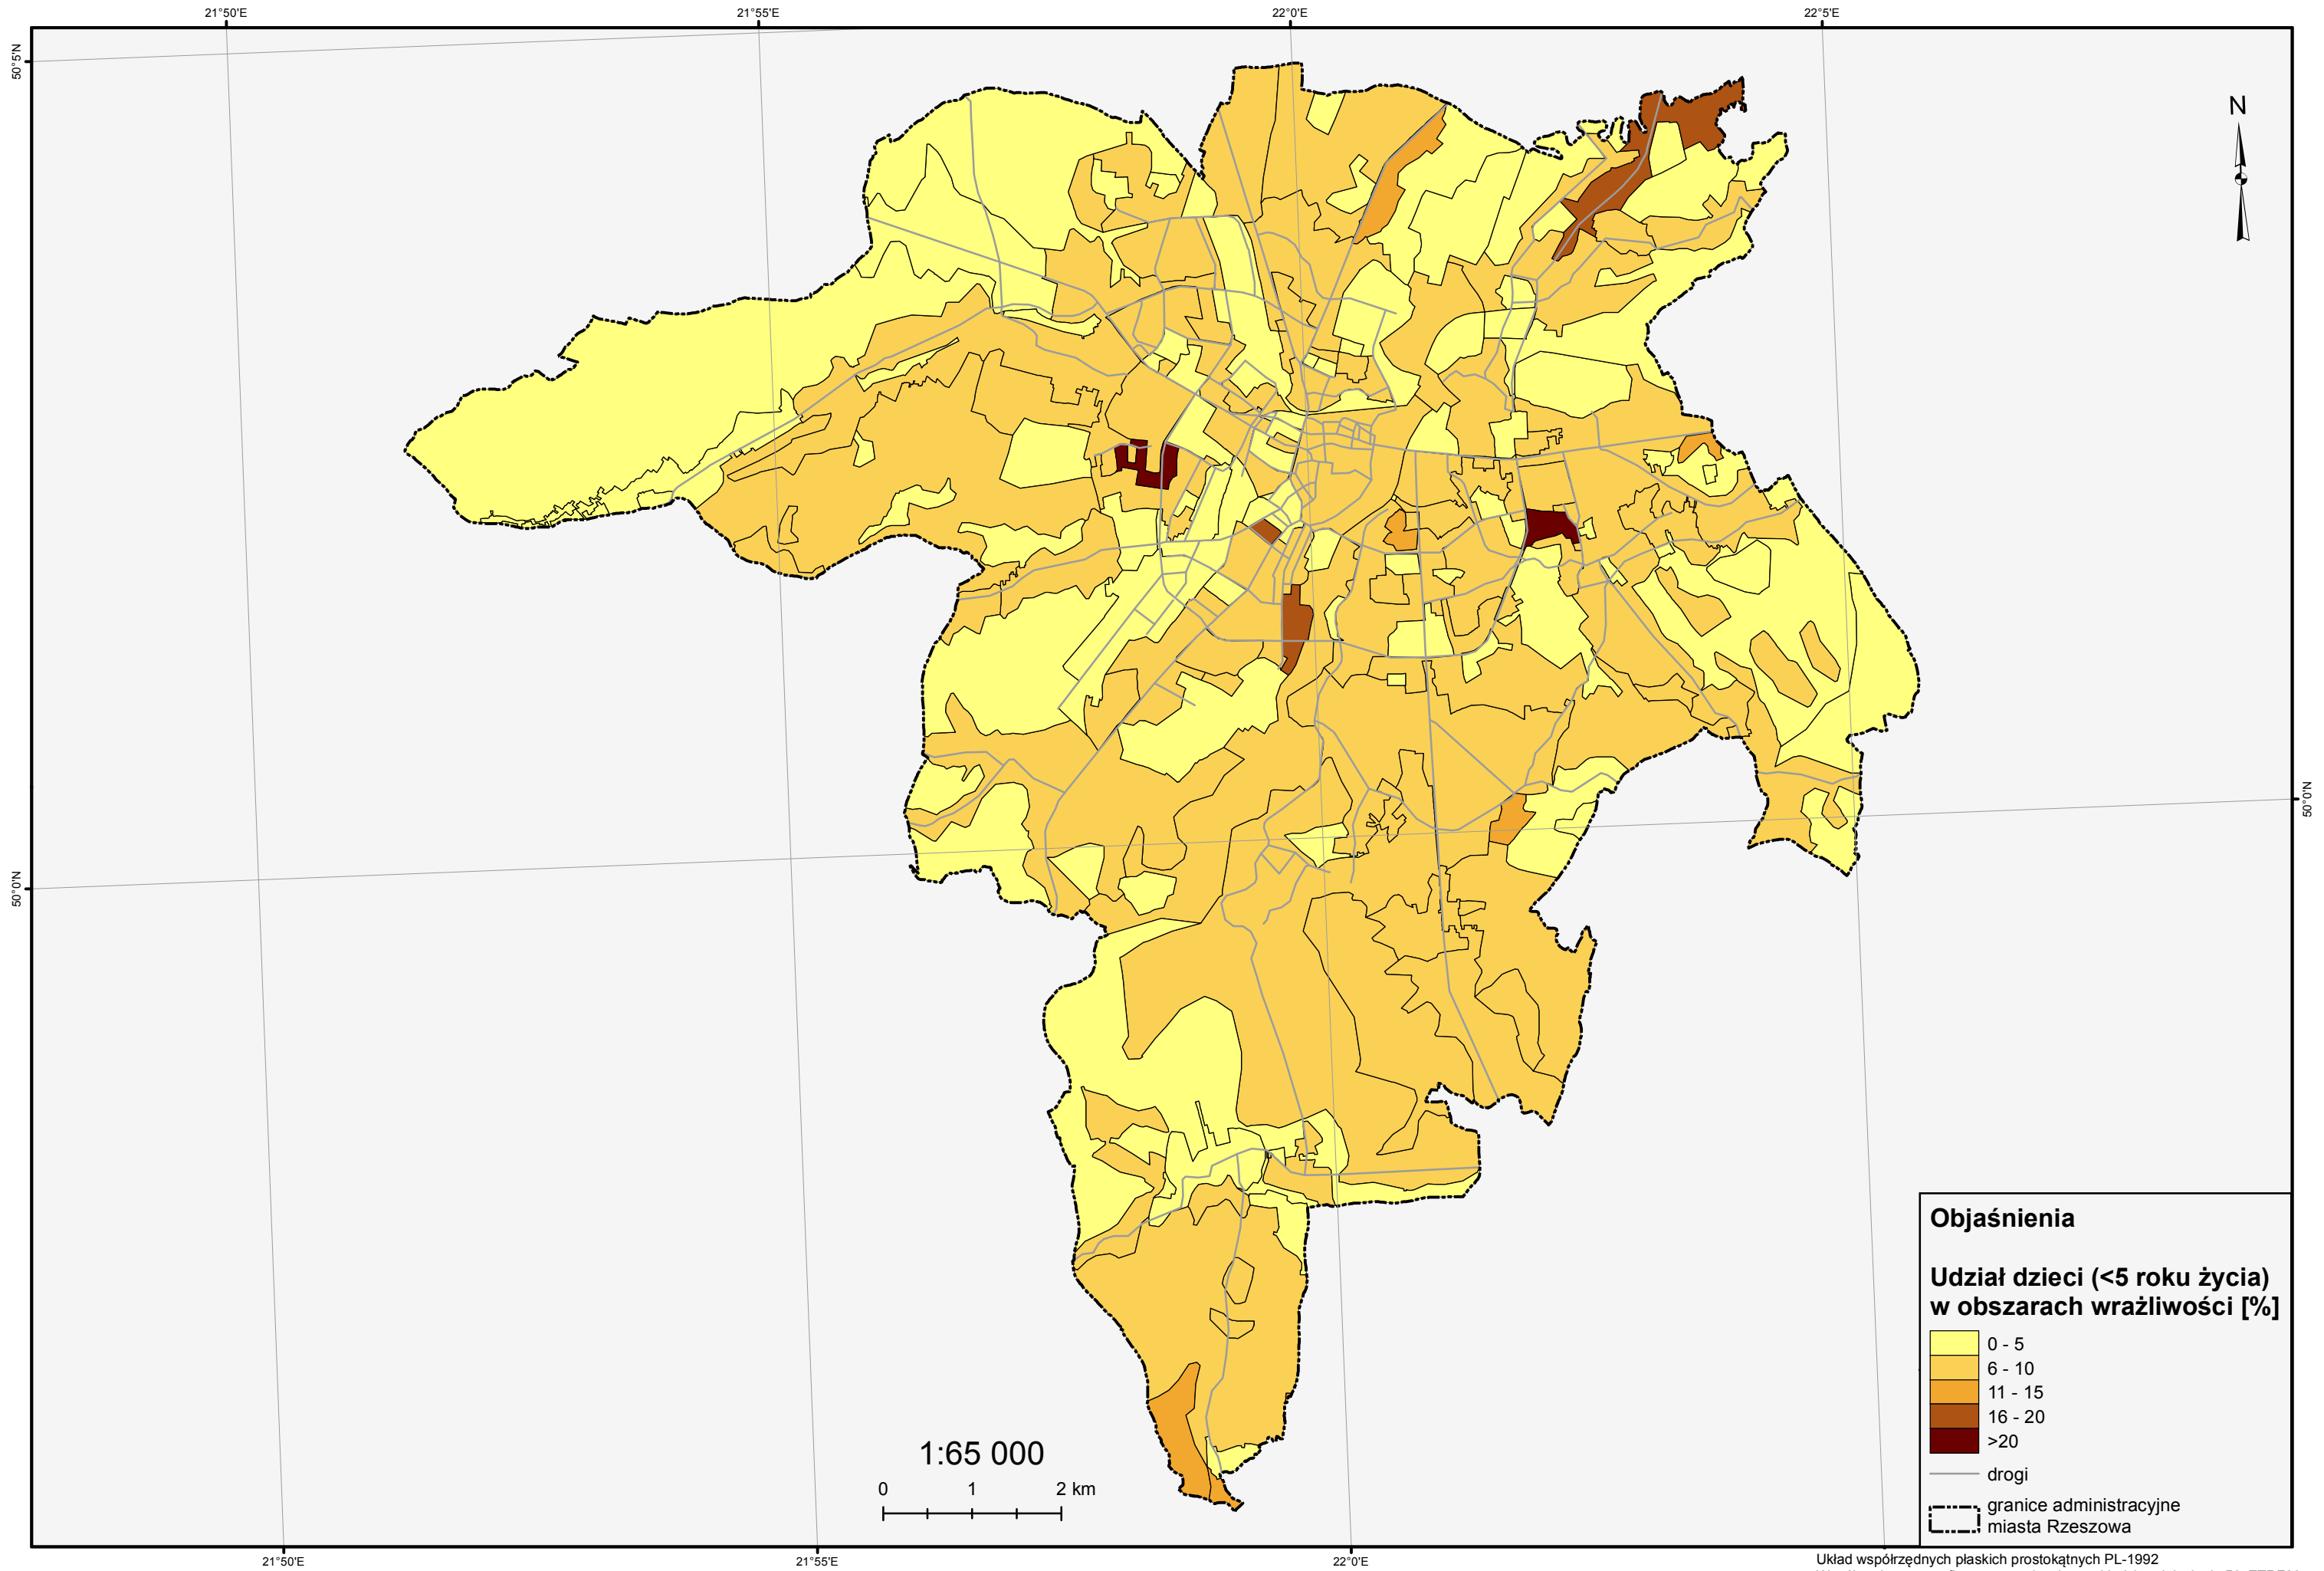 21°50'E
21°55'E
22°0'E
22°5'E
50°5'N
N
50°0'N
50°0'N
Objaśnienia
Udział dzieci (<5 roku życia)
w obszarach wrażliwości [%]
0 - 5
6 - 10
11 - 15
16 - 20
>20
drogi
granice administracyjne
miasta Rzeszowa
1:65 000
0 1 2 km
21°50'E
21°55'E
22°0'E
Układ współrzędnych płaskich prostokątnych PL-1992